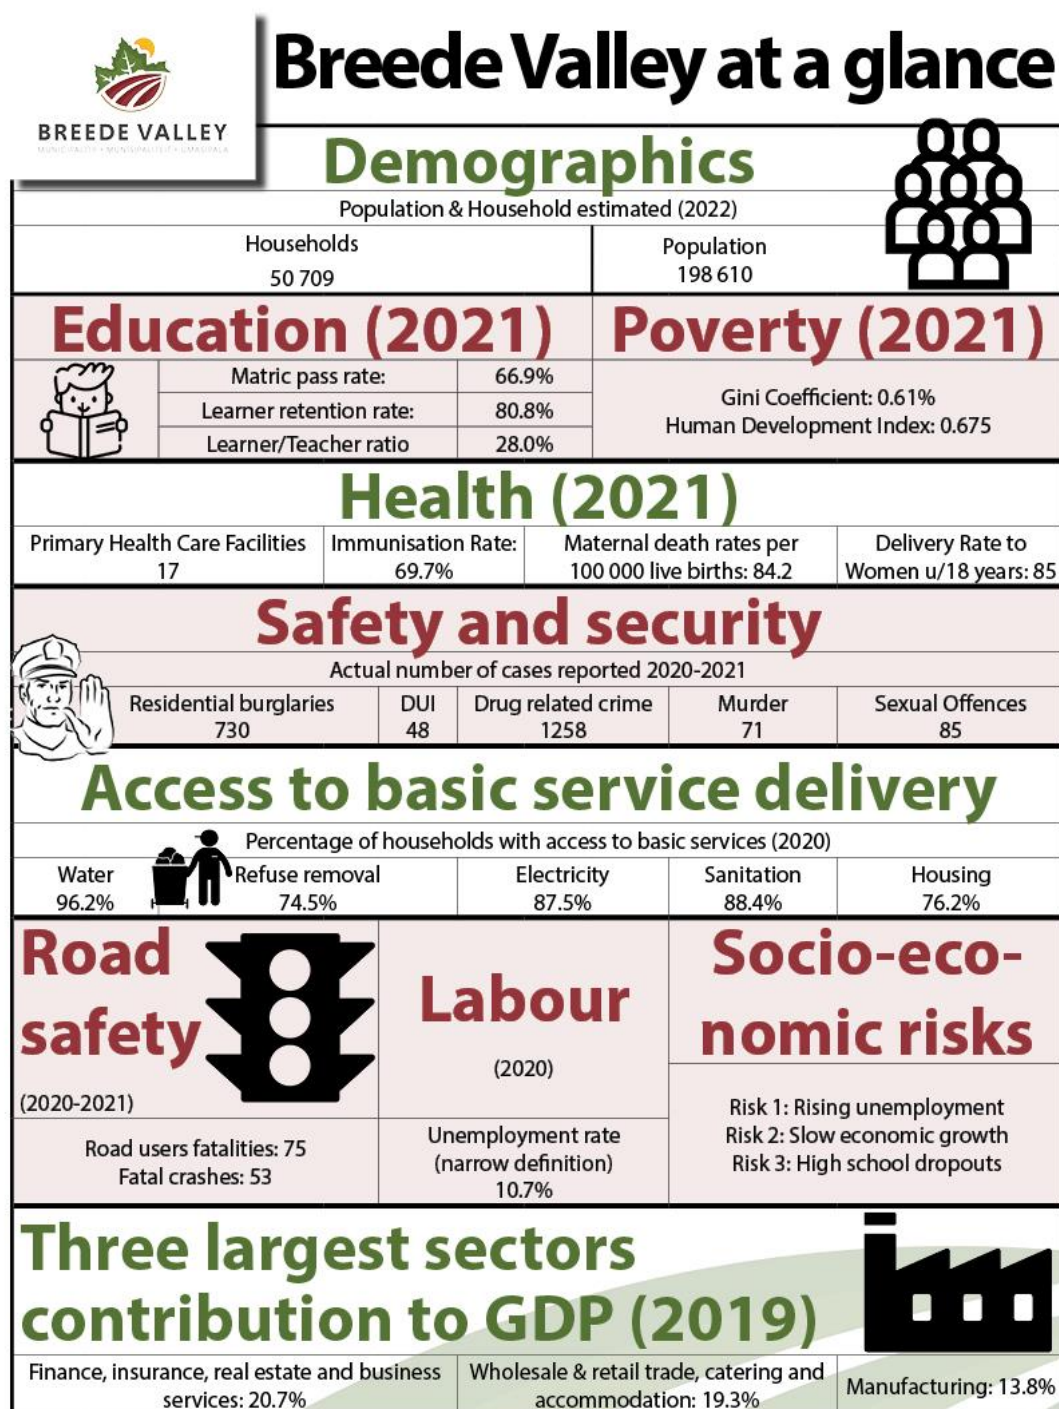 BREEDE VALLEY
MUNICIPALITY • MUNISIPALITEIT • UMASIPALA
Breede Valley at a glance
Demographics
Population & Household estimated (2022)
Households
50 709
Population
198 610
Education (2021)
Matric pass rate: 66.9%
Learner retention rate: 80.8%
Learner/Teacher ratio 28.0%
Poverty (2021)
Gini Coefficient: 0.61%
Human Development Index: 0.675
Health (2021)
Primary Health Care Facilities
17
Immunisation Rate:
69.7%
Maternal death rates per
100 000 live births: 84.2
Delivery Rate to
Women u/18 years: 85
Safety and security
Actual number of cases reported 2020-2021
Residential burglaries
730
DUI
48
Drug related crime
1258
Murder
71
Sexual Offences
85
Access to basic service delivery
Percentage of households with access to basic services (2020)
Water
96.2%
Refuse removal
74.5%
Electricity
87.5%
Sanitation
88.4%
Housing
76.2%
Road
safety
(2020-2021)
Road users fatalities: 75
Fatal crashes: 53
Labour
(2020)
Unemployment rate
(narrow definition)
10.7%
Socio-eco-
nomic risks
Risk 1: Rising unemployment
Risk 2: Slow economic growth
Risk 3: High school dropouts
Three largest sectors
contribution to GDP (2019)
Finance, insurance, real estate and business
services: 20.7%
Wholesale & retail trade, catering and
accommodation: 19.3%
Manufacturing: 13.8%